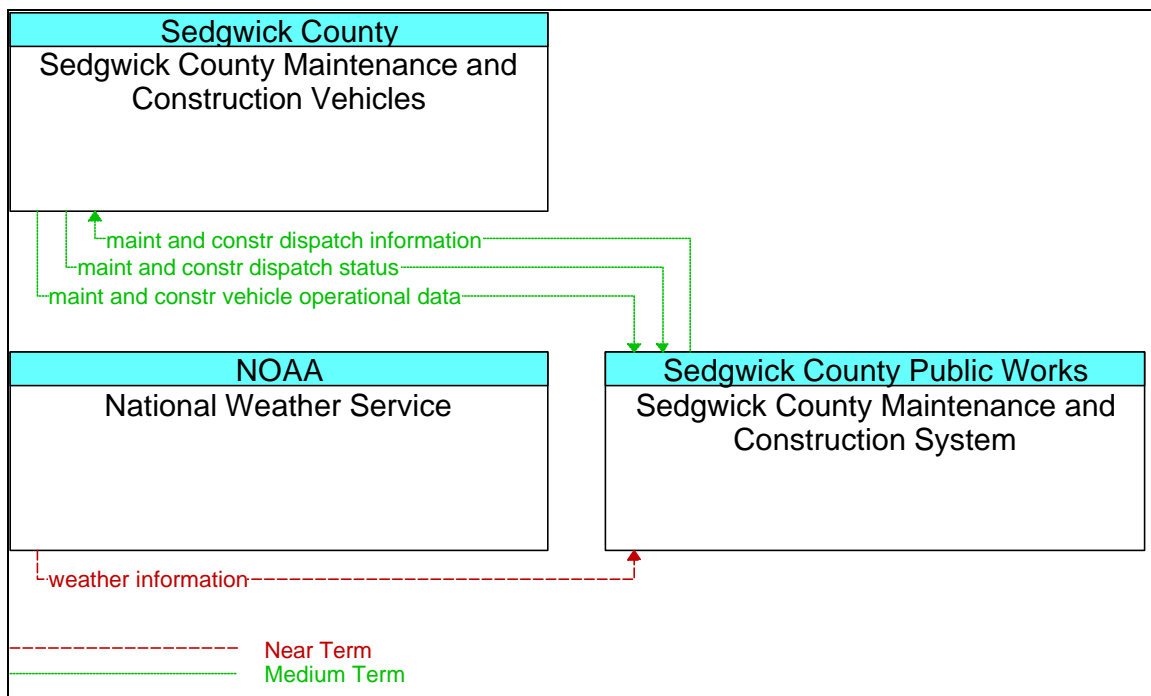 Sedgwick County
Sedgwick County Maintenance and
Construction Vehicles
maint and constr dispatch information
maint and constr dispatch status
maint and constr vehicle operational data
NOAA
National Weather Service
Sedgwick County Public Works
Sedgwick County Maintenance and
Construction System
weather information
Near Term
Medium Term